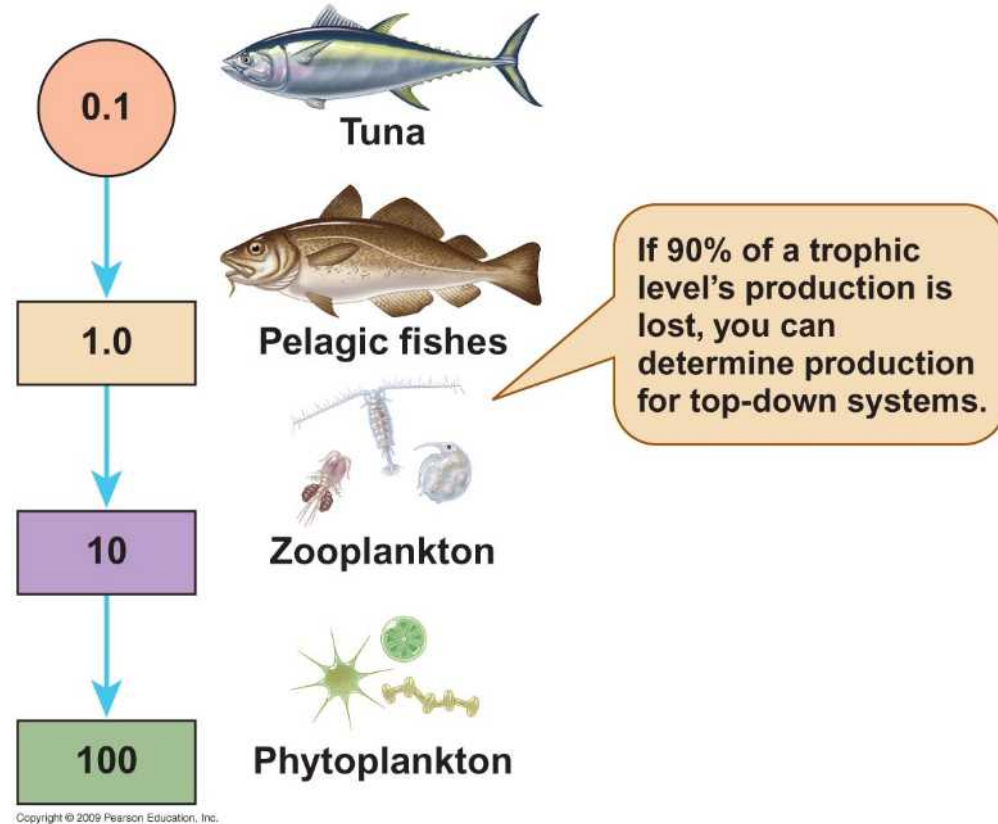 0.1
Tuna
1.0
Pelagic fishes
If 90% of a trophic
level's production is
lost, you can
determine production
for top-down systems.
10
Zooplankton
100
Phytoplankton
Copyright © 2009 Pearson Education, Inc.